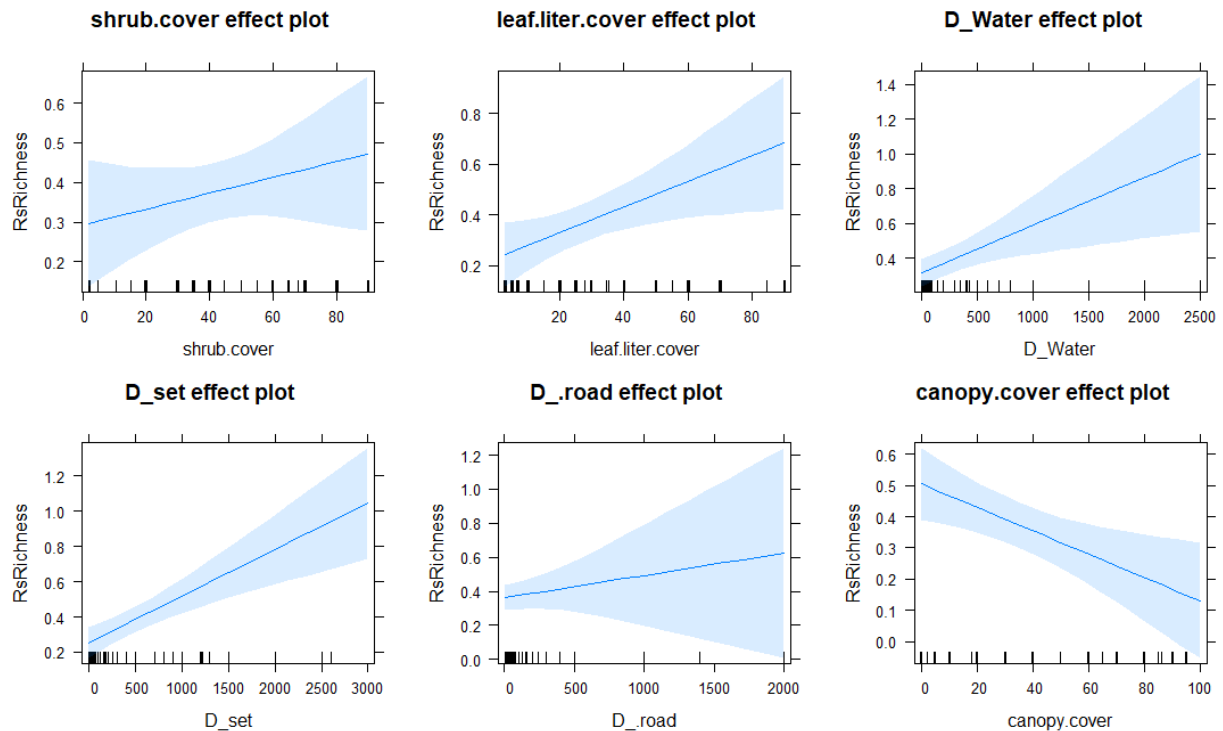 shrub.cover effect plot
leaf.liter.cover effect plot
D_Water effect plot
RsRichness
0.6
0.5
0.4
0.3
0.2
0 20 40 60 80
shrub.cover
RsRichness
0.8
0.6
0.4
0.2
0 20 40 60 80
leaf.liter.cover
RsRichness
1.4
1.2
1.0
0.8
0.6
0.4
0 500 1000 1500 2000 2500
D_Water
D_set effect plot
D_.road effect plot
canopy.cover effect plot
RsRichness
1.2
1.0
0.8
0.6
0.4
0.2
0 500 1000 1500 2000 2500 3000
D_set
RsRichness
1.2
1.0
0.8
0.6
0.4
0.2
0.0
0 500 1000 1500 2000
D_.road
RsRichness
0.6
0.5
0.4
0.3
0.2
0.1
0.0
0 20 40 60 80 100
canopy.cover